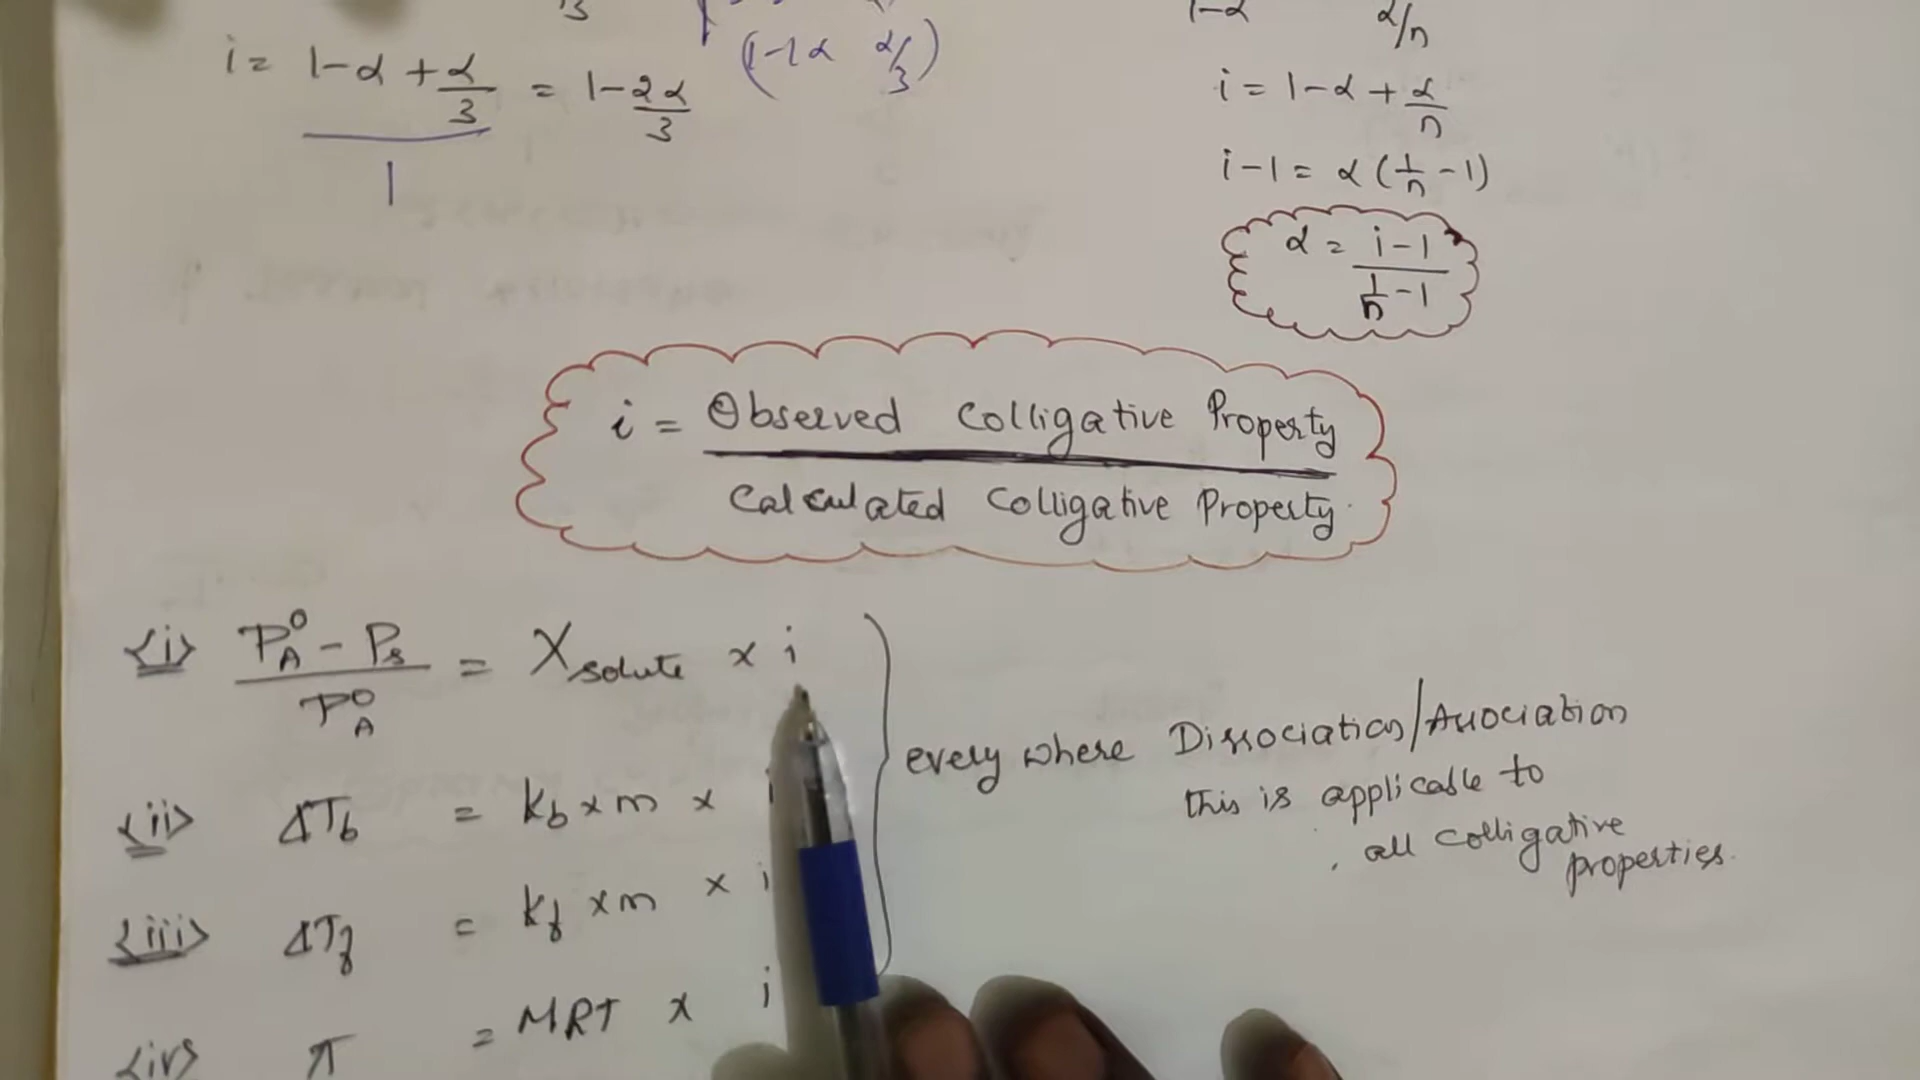 3
i = 1-α + α/3 / 1 = 1 - 2α/3
(1-1α α/3)
1-α α/n
i = 1-α + α/n
i-1 = α (1/n - 1)
α = i-1 / 1/n - 1
i = Observed Colligative Property
Calculated Colligative Property.
<i> P°A - Ps / P°A = Xsolute × i
<ii> ΔTb = kb × m × i
<iii> ΔTf = kf × m × i
<iv> π = MRT × i
every where Dissociation/Association
this is applicable to
all colligative
properties.